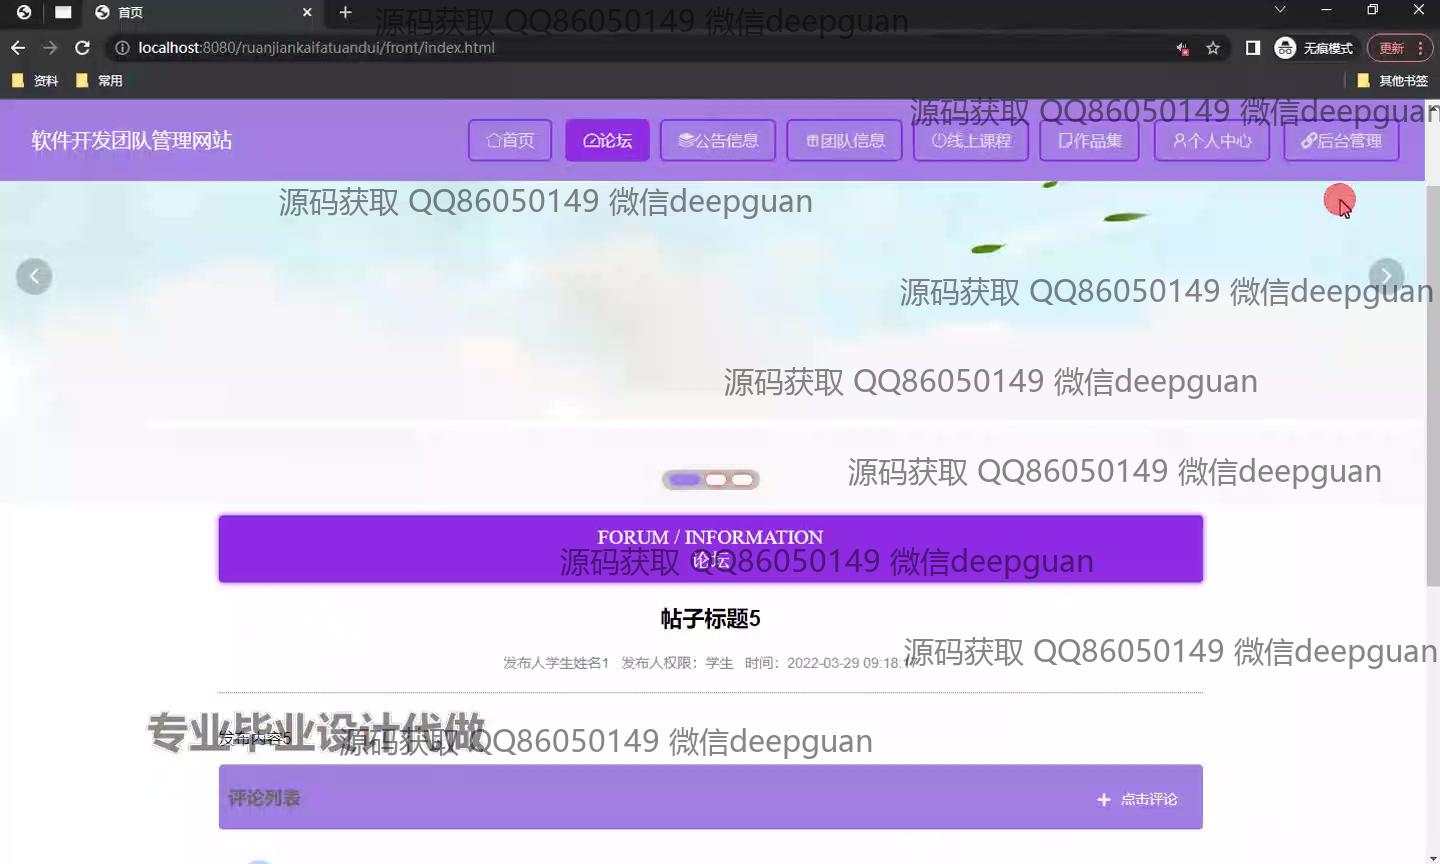 首页
源码获取 QQ86050149 微信deepguan
localhost:8080/ruanjiankaifatuandui/front/index.html
无痕模式
更新
资料
常用
其他书签
源码获取 QQ86050149 微信deepguan
软件开发团队管理网站
首页
论坛
公告信息
团队信息
线上课程
作品集
个人中心
后台管理
源码获取 QQ86050149 微信deepguan
源码获取 QQ86050149 微信deepguan
源码获取 QQ86050149 微信deepguan
源码获取 QQ86050149 微信deepguan
FORUM / INFORMATION
论坛
源码获取 QQ86050149 微信deepguan
帖子标题5
发布人学生姓名1 发布人权限：学生 时间：2022-03-29 09:18:
源码获取 QQ86050149 微信deepguan
专业毕业设计代做
发布内容5
源码获取 QQ86050149 微信deepguan
评论列表
点击评论